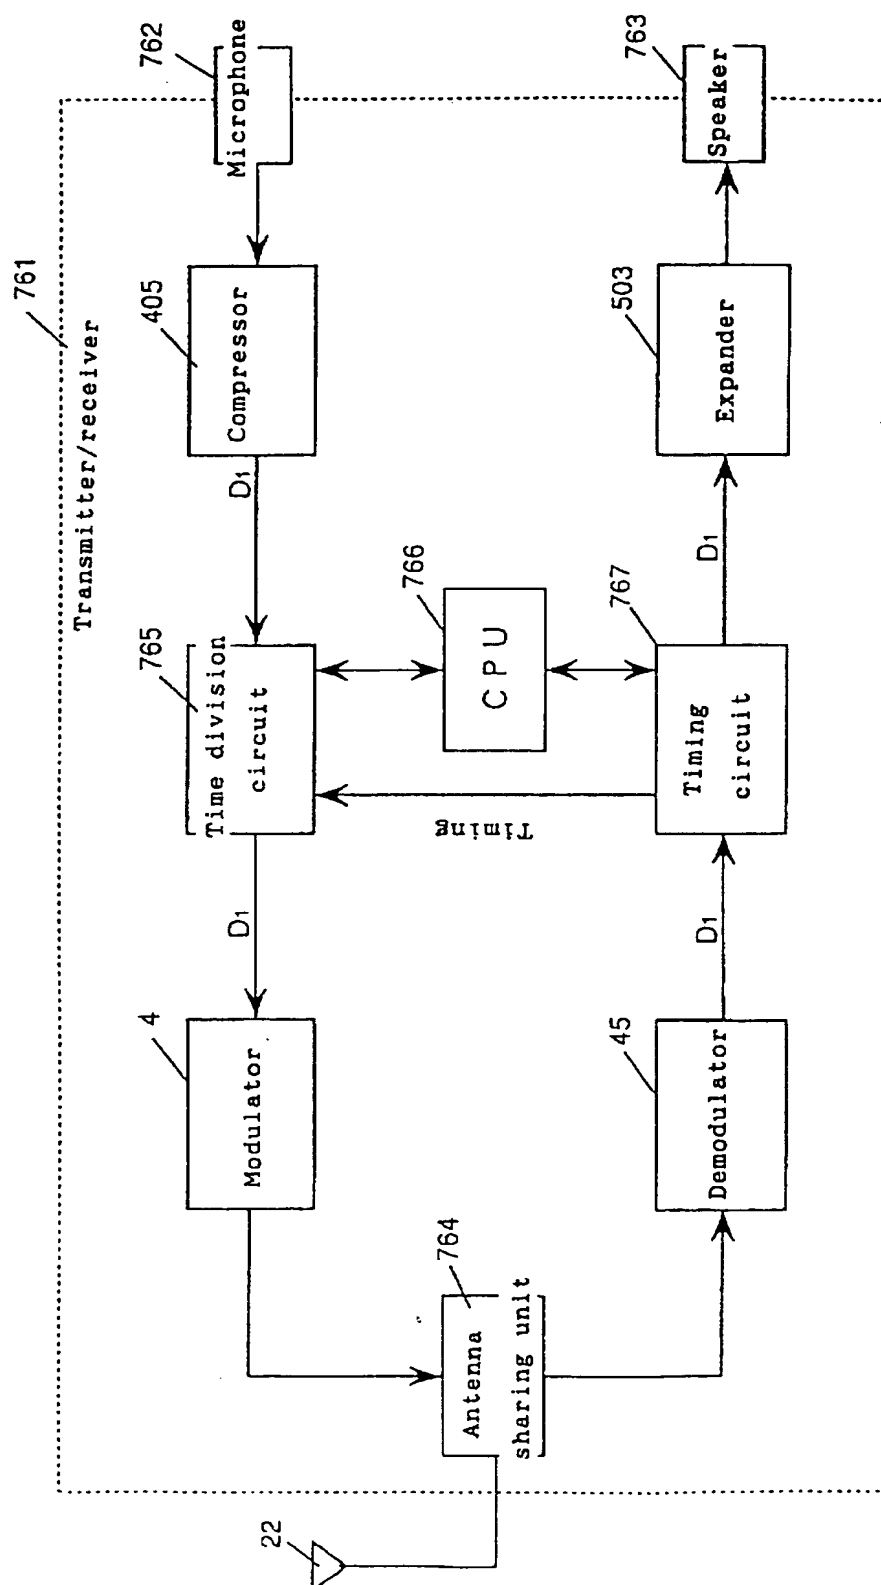 761
Transmitter/receiver
762
Microphone
405
Compressor
D1
765
Time division
circuit
D1
4
Modulator
764
Antenna
sharing unit
22
766
CPU
Timing
763
Speaker
503
Expander
D1
767
Timing
circuit
D1
45
Demodulator